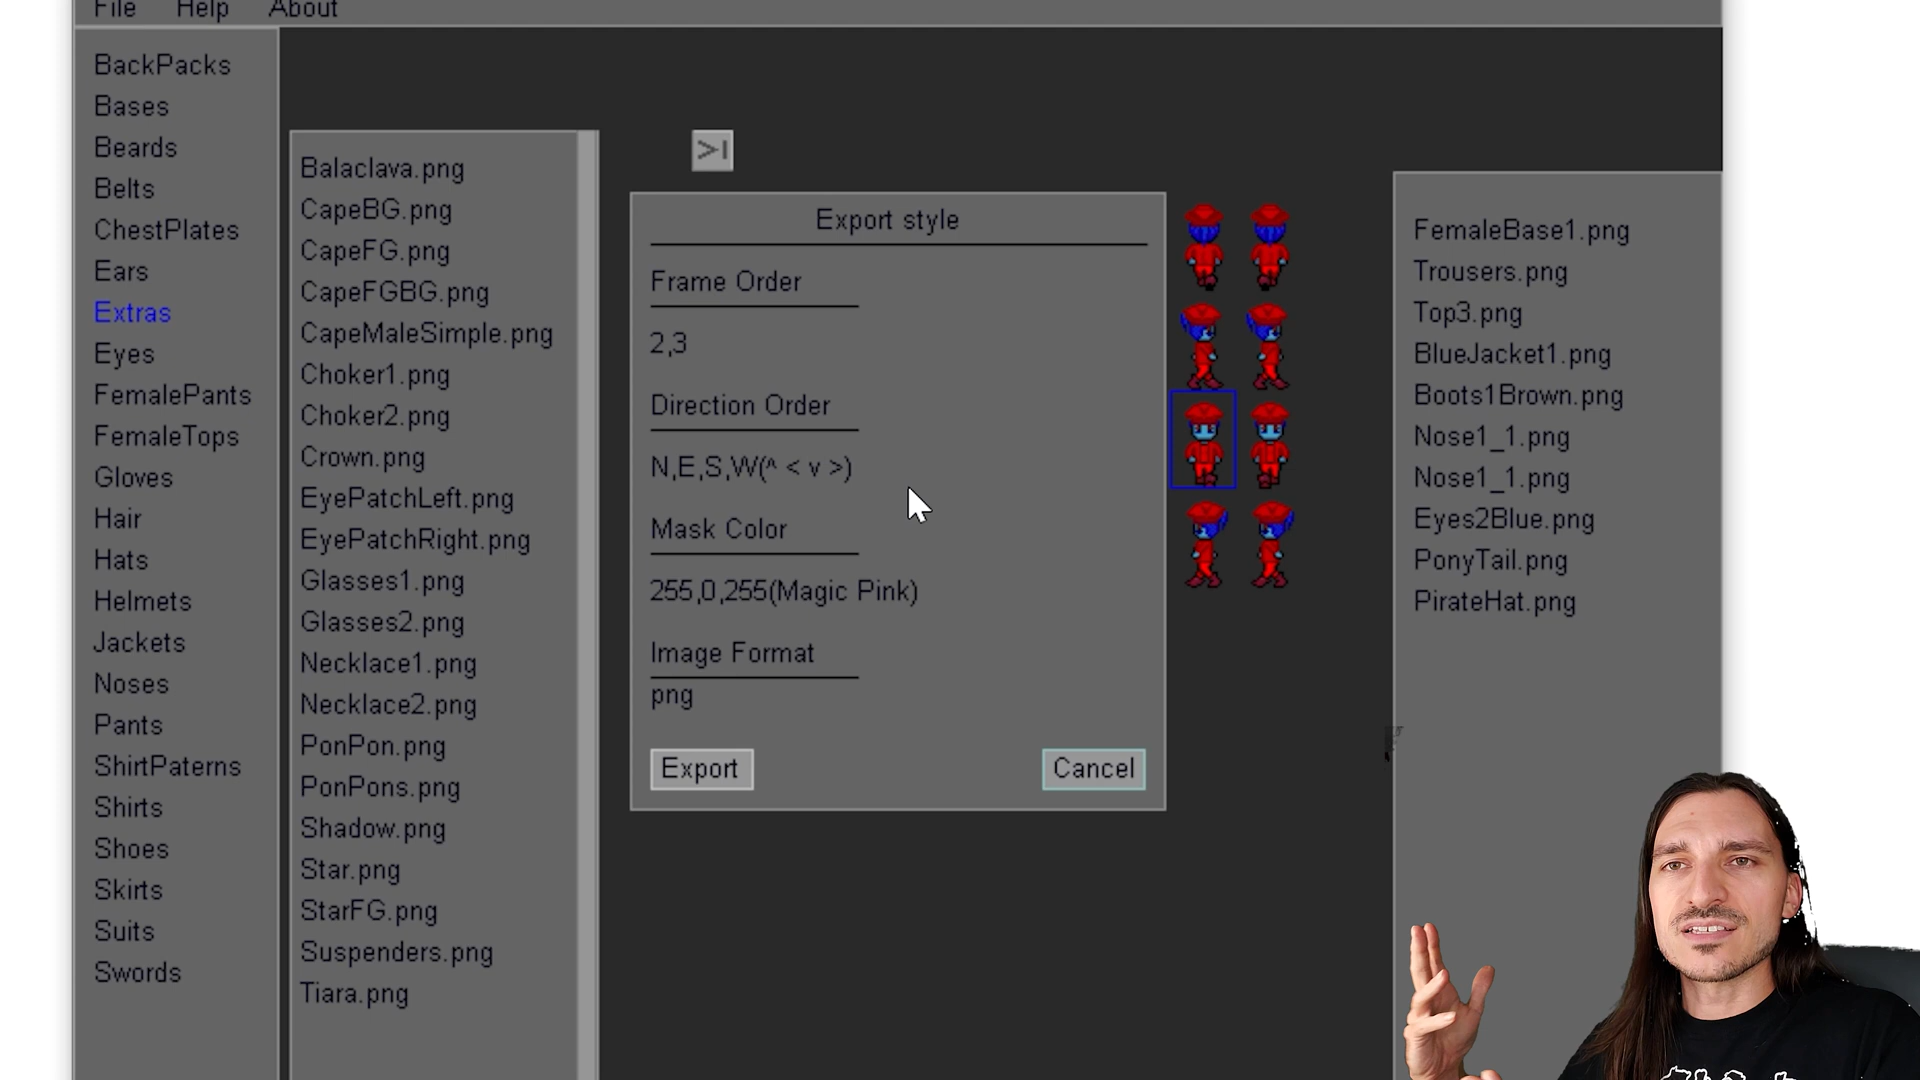 File Help About
BackPacks
Bases
Beards
Belts
ChestPlates
Ears
Extras
Eyes
FemalePants
FemaleTops
Gloves
Hair
Hats
Helmets
Jackets
Noses
Pants
ShirtPaterns
Shirts
Shoes
Skirts
Suits
Swords
Balaclava.png
CapeBG.png
CapeFG.png
CapeFGBG.png
CapeMaleSimple.png
Choker1.png
Choker2.png
Crown.png
EyePatchLeft.png
EyePatchRight.png
Glasses1.png
Glasses2.png
Necklace1.png
Necklace2.png
PonPon.png
PonPons.png
Shadow.png
Star.png
StarFG.png
Suspenders.png
Tiara.png
>I
Export style
Frame Order
2,3
Direction Order
N,E,S,W(^ < v >)
Mask Color
255,0,255(Magic Pink)
Image Format
png
Export
Cancel
FemaleBase1.png
Trousers.png
Top3.png
BlueJacket1.png
Boots1Brown.png
Nose1_1.png
Nose1_1.png
Eyes2Blue.png
PonyTail.png
PirateHat.png